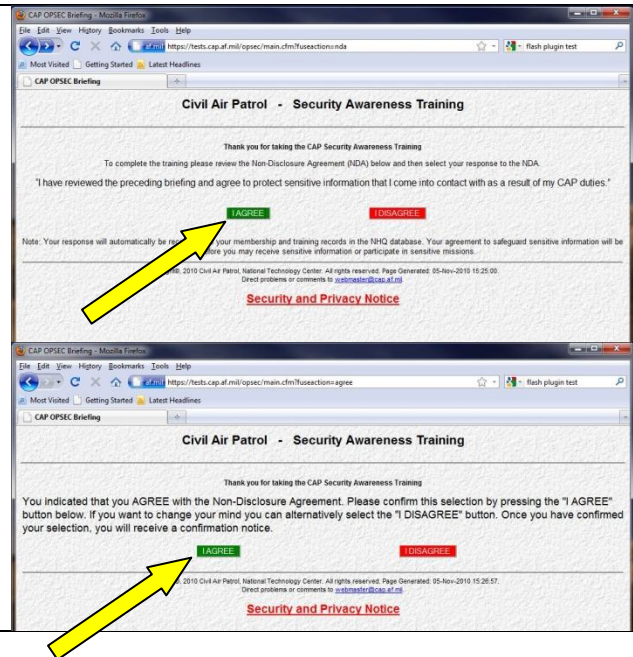 CAP OPSEC Briefing - Mozilla Firefox
File Edit View History Bookmarks Tools Help
af.mil https://tests.cap.af.mil/opsec/main.cfm?fuseaction=nda flash plugin test
Most Visited Getting Started Latest Headlines
CAP OPSEC Briefing
Civil Air Patrol - Security Awareness Training
Thank you for taking the CAP Security Awareness Training
To complete the training please review the Non-Disclosure Agreement (NDA) below and then select your response to the NDA.
"I have reviewed the preceding briefing and agree to protect sensitive information that I come into contact with as a result of my CAP duties."
I AGREE I DISAGREE
Note: Your response will automatically be your membership and training records in the NHQ database. Your agreement to safeguard sensitive information will be
you may receive sensitive information or participate in sensitive missions.
2010 Civil Air Patrol, National Technology Center. All rights reserved. Page Generated: 05-Nov-2010 15:25:00.
Direct problems or comments to webmaster@cap.af.mil
Security and Privacy Notice
CAP OPSEC Briefing - Mozilla Firefox
File Edit View History Bookmarks Tools Help
af.mil https://tests.cap.af.mil/opsec/main.cfm?fuseaction=agree flash plugin test
Most Visited Getting Started Latest Headlines
CAP OPSEC Briefing
Civil Air Patrol - Security Awareness Training
Thank you for taking the CAP Security Awareness Training
You indicated that you AGREE with the Non-Disclosure Agreement. Please confirm this selection by pressing the "I AGREE"
button below. If you want to change your mind you can alternatively select the "I DISAGREE" button. Once you have confirmed
your selection, you will receive a confirmation notice.
I AGREE I DISAGREE
2010 Civil Air Patrol, National Technology Center. All rights reserved. Page Generated: 05-Nov-2010 15:26:57.
Direct problems or comments to webmaster@cap.af.mil
Security and Privacy Notice